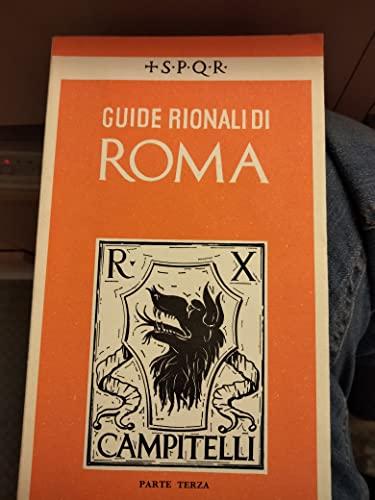 +S·P·Q·R·
GUIDE RIONALI DI
ROMA
R· X
CAMPITELLI
PARTE TERZA